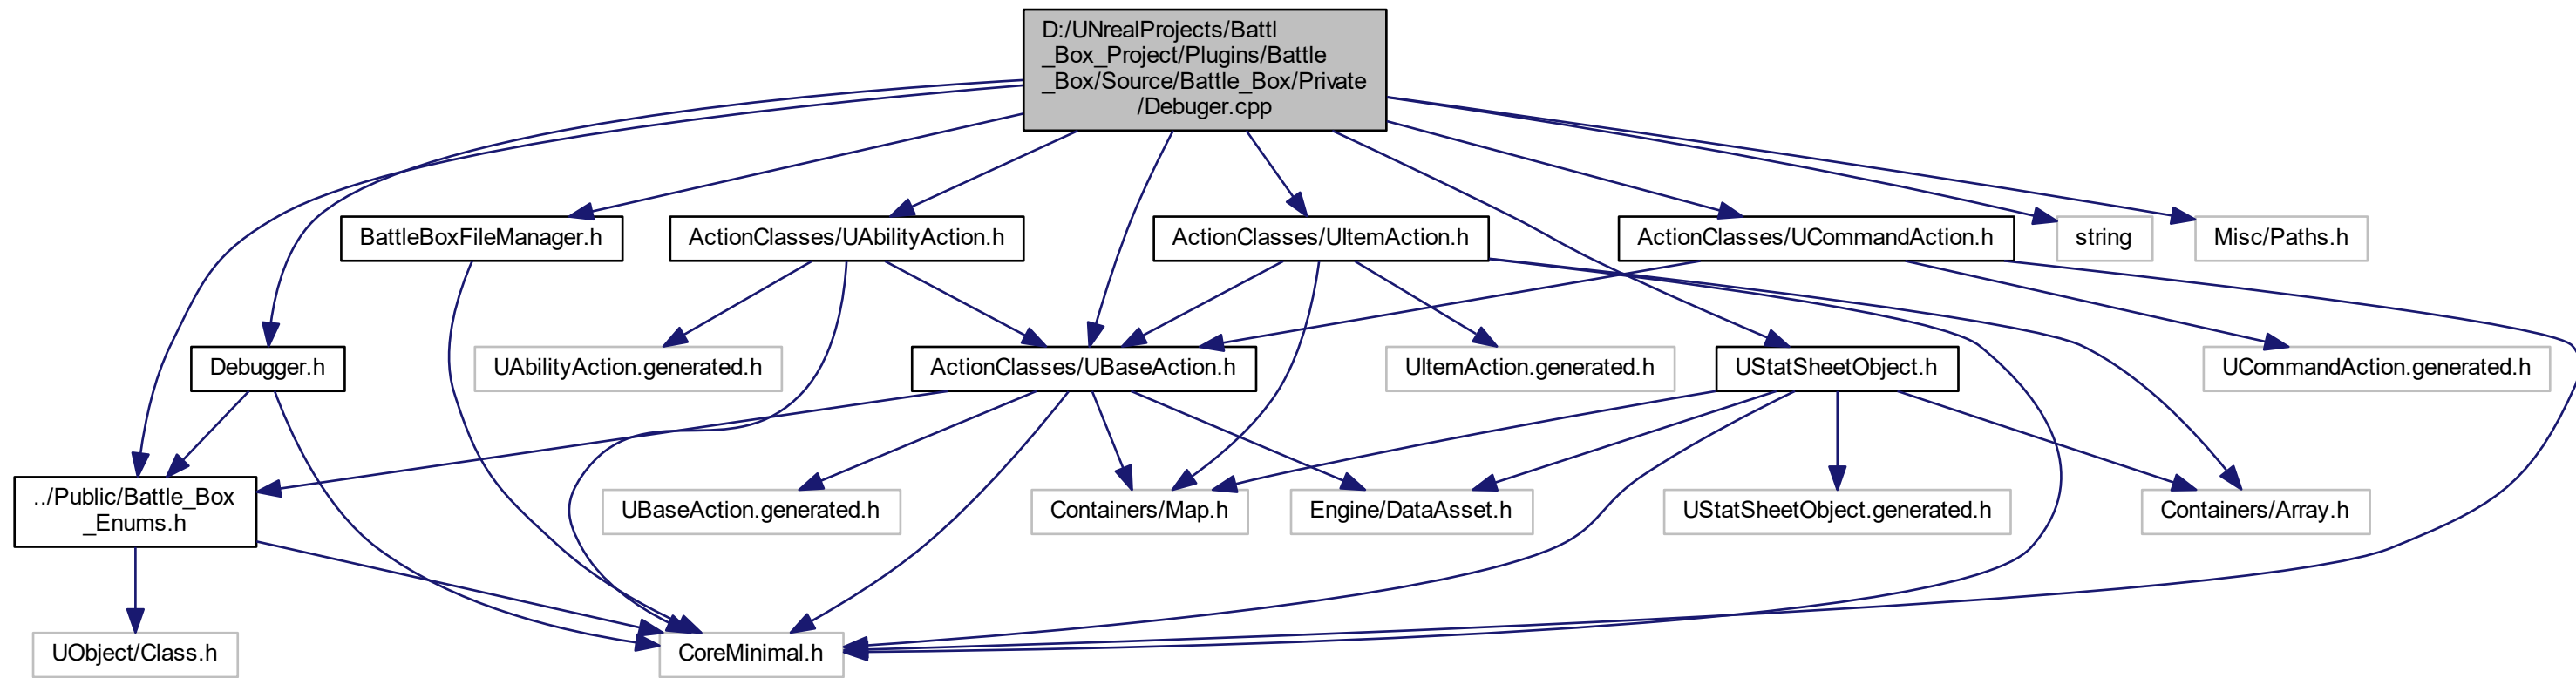 D:/UNrealProjects/Battl
_Box_Project/Plugins/Battle
_Box/Source/Battle_Box/Private
/Debuger.cpp
BattleBoxFileManager.h
ActionClasses/UAbilityAction.h
ActionClasses/UItemAction.h
ActionClasses/UCommandAction.h
string
Misc/Paths.h
Debugger.h
UAbilityAction.generated.h
ActionClasses/UBaseAction.h
UItemAction.generated.h
UStatSheetObject.h
UCommandAction.generated.h
../Public/Battle_Box
_Enums.h
UBaseAction.generated.h
Containers/Map.h
Engine/DataAsset.h
UStatSheetObject.generated.h
Containers/Array.h
UObject/Class.h
CoreMinimal.h